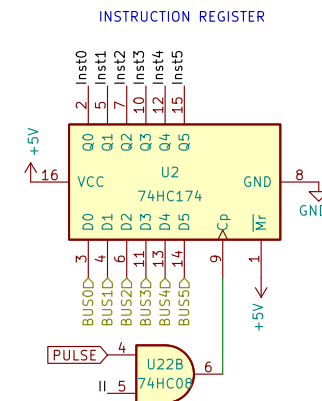 INSTRUCTION REGISTER
Inst0 Inst1 Inst2 Inst3 Inst4 Inst5
2 5 7 10 12 15
+5V
Q0 Q1 Q2 Q3 Q4 Q5
U2
16 VCC GND 8
74HC174
GND
D0 D1 D2 D3 D4 D5 Cp Mr
3 4 6 11 13 14 9 1
BUS0 BUS1 BUS2 BUS3 BUS4 BUS5
+5V
PULSE 4
U22B 6
74HC08
5